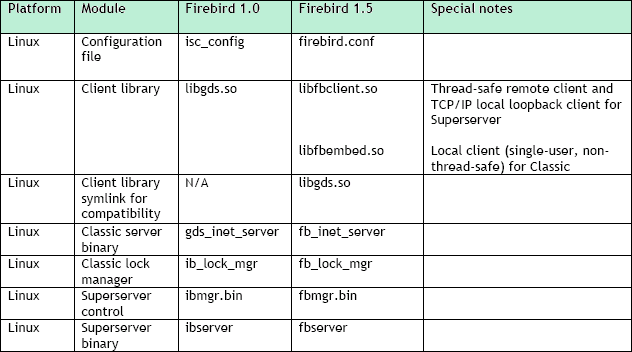 Platform Module Firebird 1.0 Firebird 1.5 Special notes
Linux Configuration isc_config firebird.conf
file
Linux Client library libgds.so libfbclient.so Thread-safe remote client and
TCP/IP local loopback client for
Superserver
libfbembed.so Local client (single-user, non-
thread-safe) for Classic
Linux Client library N/A libgds.so
symlink for
compatibility
Linux Classic server gds_inet_server fb_inet_server
binary
Linux Classic lock ib_lock_mgr fb_lock_mgr
manager
Linux Superserver ibmgr.bin fbmgr.bin
control
Linux Superserver ibserver fbserver
binary